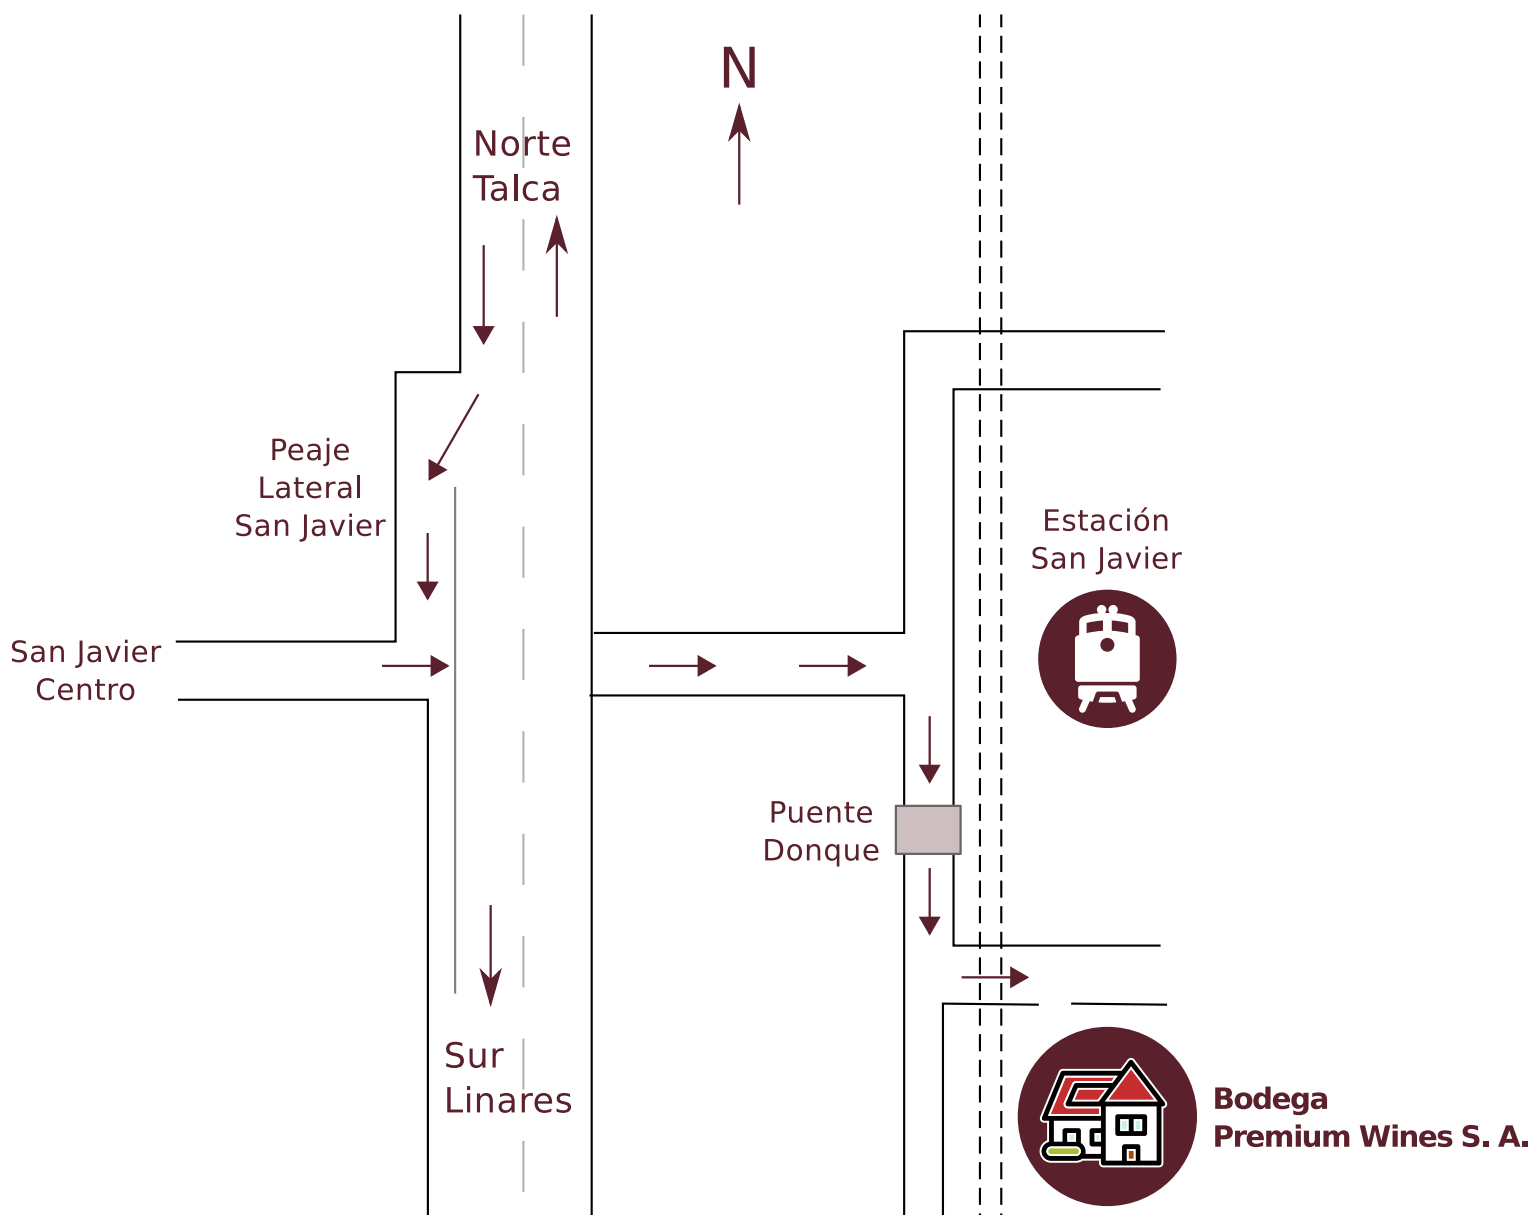 N
Norte
Talca
Peaje
Lateral
San Javier
Estación
San Javier
San Javier
Centro
Puente
Donque
Sur
Linares
Bodega
Premium Wines S. A.